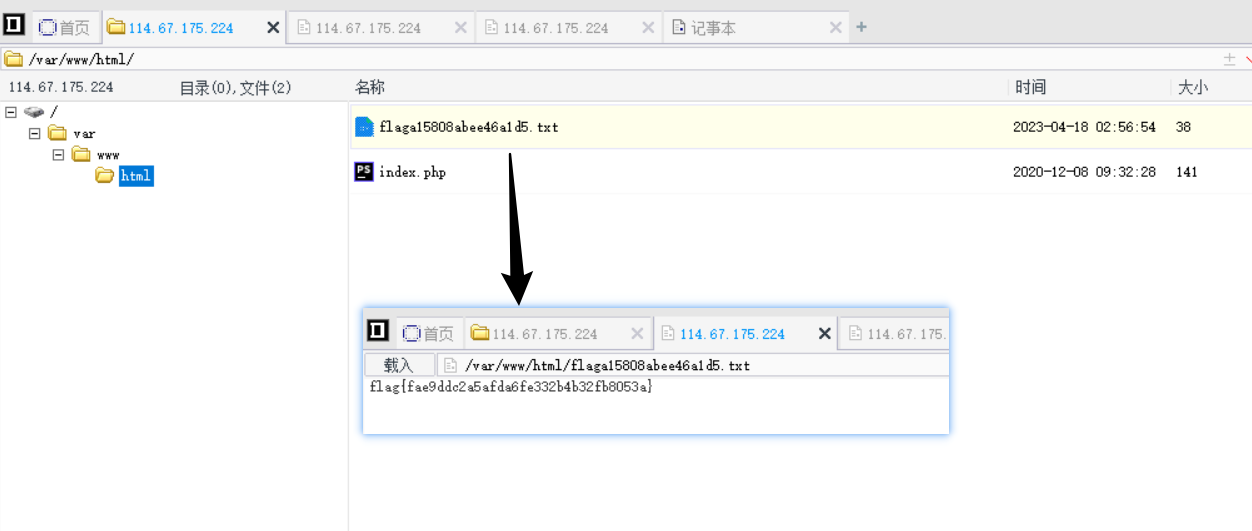 首页 114.67.175.224 114.67.175.224 114.67.175.224 记事本
/var/www/html/
114.67.175.224 目录(0),文件(2) 名称 时间 大小
/
var
www
html
flaga15808abee46a1d5.txt 2023-04-18 02:56:54 38
index.php 2020-12-08 09:32:28 141
首页 114.67.175.224 114.67.175.224 114.67.175.
载入 /var/www/html/flaga15808abee46a1d5.txt
flag{fae9ddc2a5afda6fe332b4b32fb8053a}